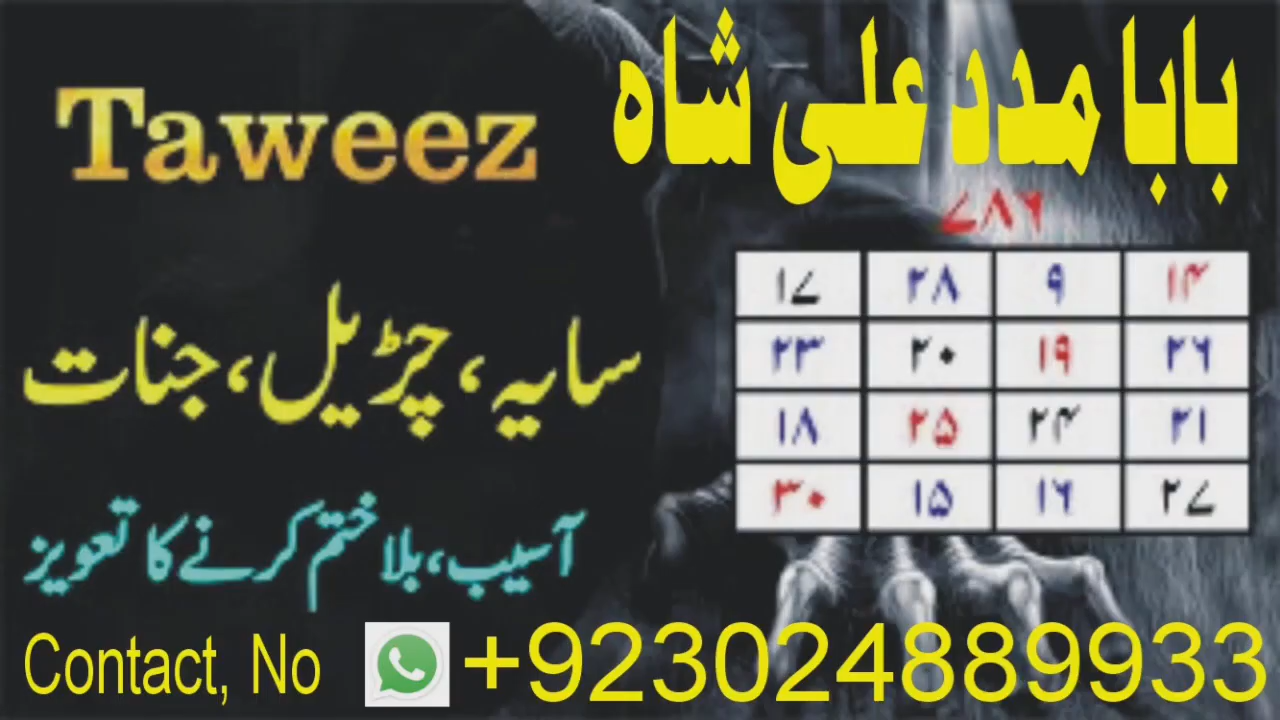 بابا مدد علی شاہ
Taweez
۷۸۶
۱۷ ۲۸ ۹ ۱۴
۲۳ ۲۰ ۱۹ ۲۶
۱۸ ۲۵ ۲۴ ۲۱
۳۰ ۱۵ ۱۶ ۲۷
سایہ، چڑیل، جنات
آسیب، بلا ختم کرنے کا تعویز
Contact, No +923024889933